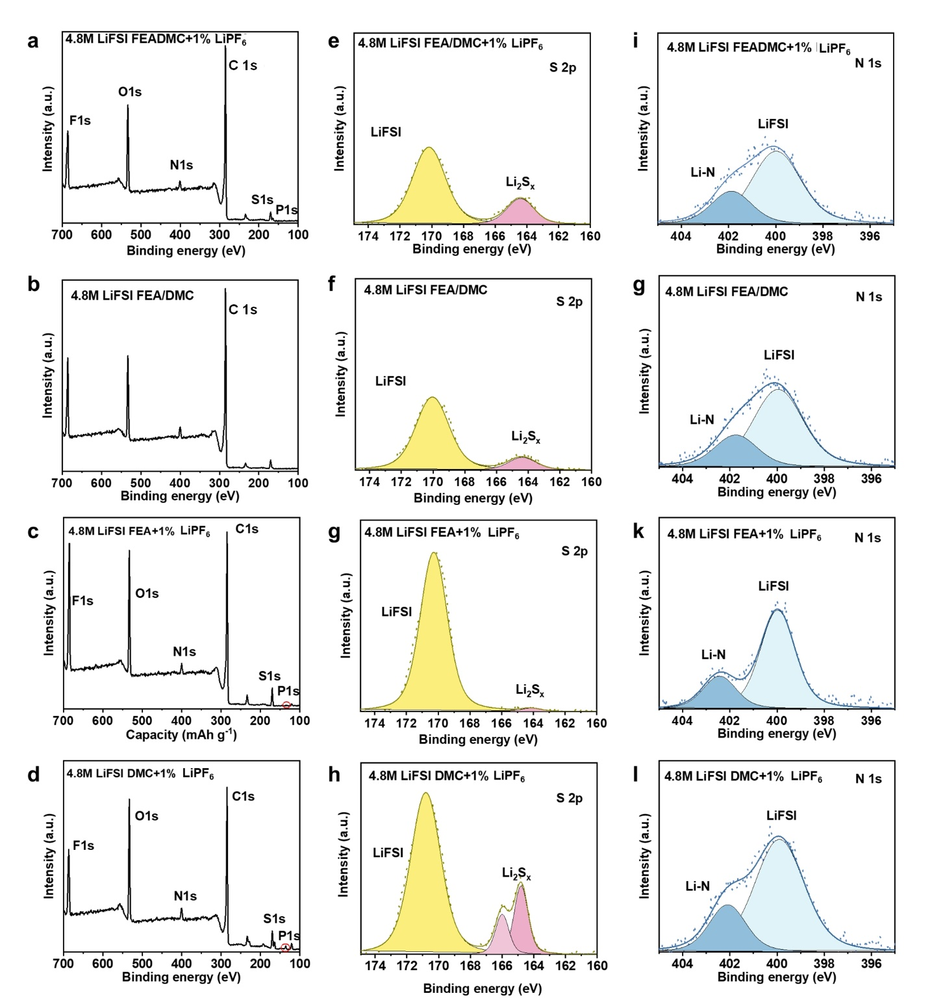 a
4.8M LiFSI FEADMC+1% LiPF6
C 1s
O1s
F1s
N1s
S1s
P1s
Intensity (a.u.)
700 600 500 400 300 200 100
Binding energy (eV)
e
4.8M LiFSI FEA/DMC+1% LiPF6
S 2p
LiFSI
Li2Sx
Intensity (a.u.)
174 172 170 168 166 164 162 160
Binding energy (eV)
i
4.8M LiFSI FEADMC+1% LiPF6
N 1s
LiFSI
Li-N
Intensity (a.u.)
404 402 400 398 396
Binding energy (eV)
b
4.8M LiFSI FEA/DMC
C 1s
Intensity (a.u.)
700 600 500 400 300 200 100
Binding energy (eV)
f
4.8M LiFSI FEA/DMC
S 2p
LiFSI
Li2Sx
Intensity (a.u.)
174 172 170 168 166 164 162 160
Binding energy (eV)
g
4.8M LiFSI FEA/DMC
N 1s
LiFSI
Li-N
Intensity (a.u.)
404 402 400 398 396
Binding energy (eV)
c
4.8M LiFSI FEA+1% LiPF6
C1s
F1s
O1s
N1s
S1s
P1s
Intensity (a.u.)
700 600 500 400 300 200 100
Capacity (mAh g-1)
g
4.8M LiFSI FEA+1% LiPF6
S 2p
LiFSI
Li2Sx
Intensity (a.u.)
174 172 170 168 166 164 162 160
Binding energy (eV)
k
4.8M LiFSI FEA+1% LiPF6
N 1s
LiFSI
Li-N
Intensity (a.u.)
404 402 400 398 396
Binding energy (eV)
d
4.8M LiFSI DMC+1% LiPF6
C1s
O1s
F1s
N1s
S1s
P1s
Intensity (a.u.)
700 600 500 400 300 200 100
Binding energy (eV)
h
4.8M LiFSI DMC+1% LiPF6
S 2p
LiFSI
Li2Sx
Intensity (a.u.)
174 172 170 168 166 164 162 160
Binding energy (eV)
l
4.8M LiFSI DMC+1% LiPF6
N 1s
LiFSI
Li-N
Intensity (a.u.)
404 402 400 398 396
Binding energy (eV)